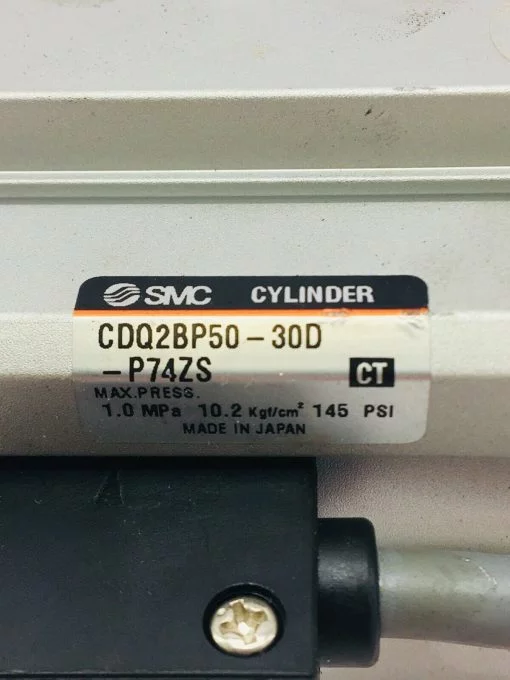 SMC CYLINDER
CDQ2BP50-30D
-P74ZS CT
MAX.PRESS.
1.0 MPa 10.2 Kgf/cm² 145 PSI
MADE IN JAPAN
A